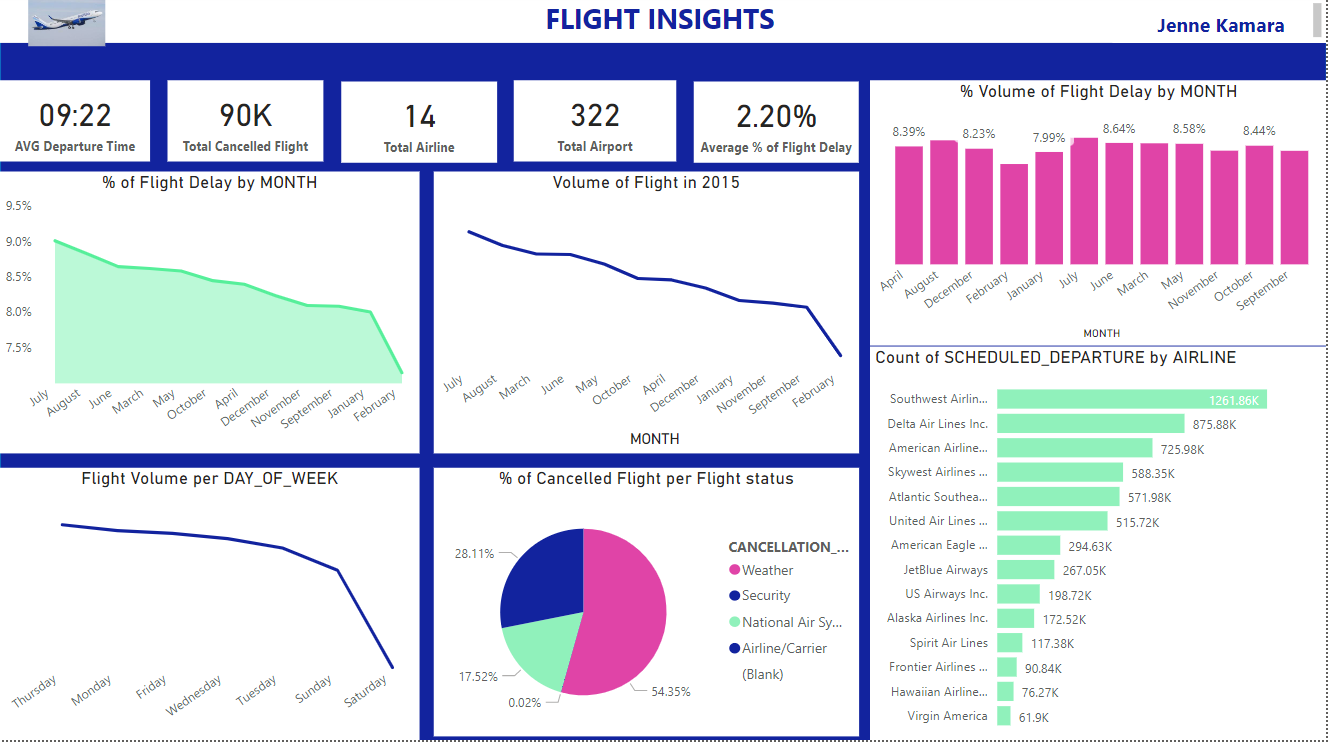 FLIGHT INSIGHTS
Jenne Kamara
09:22
AVG Departure Time
90K
Total Cancelled Flight
14
Total Airline
322
Total Airport
2.20%
Average % of Flight Delay
% of Flight Delay by MONTH
9.5%
9.0%
8.5%
8.0%
7.5%
July
August
June
March
May
October
April
December
November
September
January
February
Volume of Flight in 2015
July
August
March
June
May
October
April
December
January
November
September
February
MONTH
% Volume of Flight Delay by MONTH
8.39%
8.23%
7.99%
8.64%
8.58%
8.44%
April
August
December
February
January
July
June
March
May
November
October
September
MONTH
Flight Volume per DAY_OF_WEEK
Thursday
Monday
Friday
Wednesday
Tuesday
Sunday
Saturday
% of Cancelled Flight per Flight status
28.11%
17.52%
0.02%
54.35%
CANCELLATION_...
Weather
Security
National Air Sy...
Airline/Carrier
(Blank)
Count of SCHEDULED_DEPARTURE by AIRLINE
Southwest Airlin... 1261.86K
Delta Air Lines Inc. 875.88K
American Airline... 725.98K
Skywest Airlines ... 588.35K
Atlantic Southea... 571.98K
United Air Lines ... 515.72K
American Eagle ... 294.63K
JetBlue Airways 267.05K
US Airways Inc. 198.72K
Alaska Airlines Inc. 172.52K
Spirit Air Lines 117.38K
Frontier Airlines ... 90.84K
Hawaiian Airline... 76.27K
Virgin America 61.9K